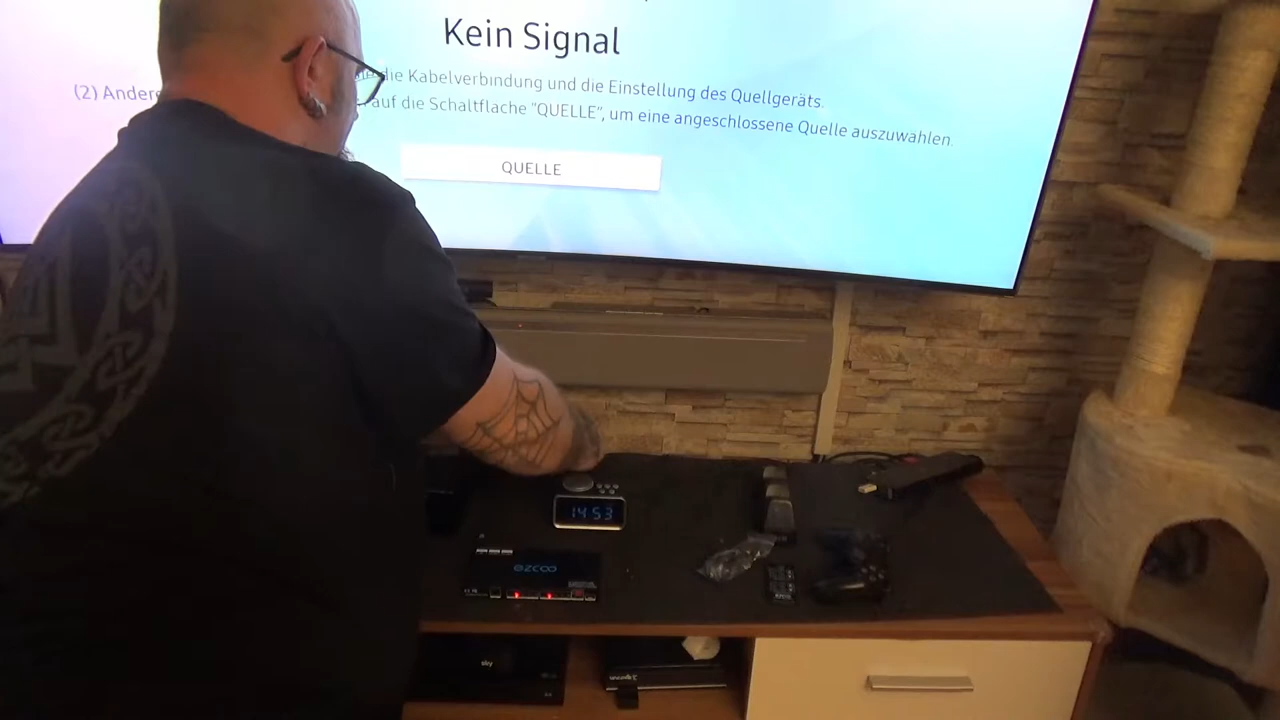 Kein Signal
die Kabelverbindung und die Einstellung des Quellgeräts.
(2) Anders
auf die Schaltfläche "QUELLE", um eine angeschlossene Quelle auszuwählen.
QUELLE
14:53
ezcoo
sky